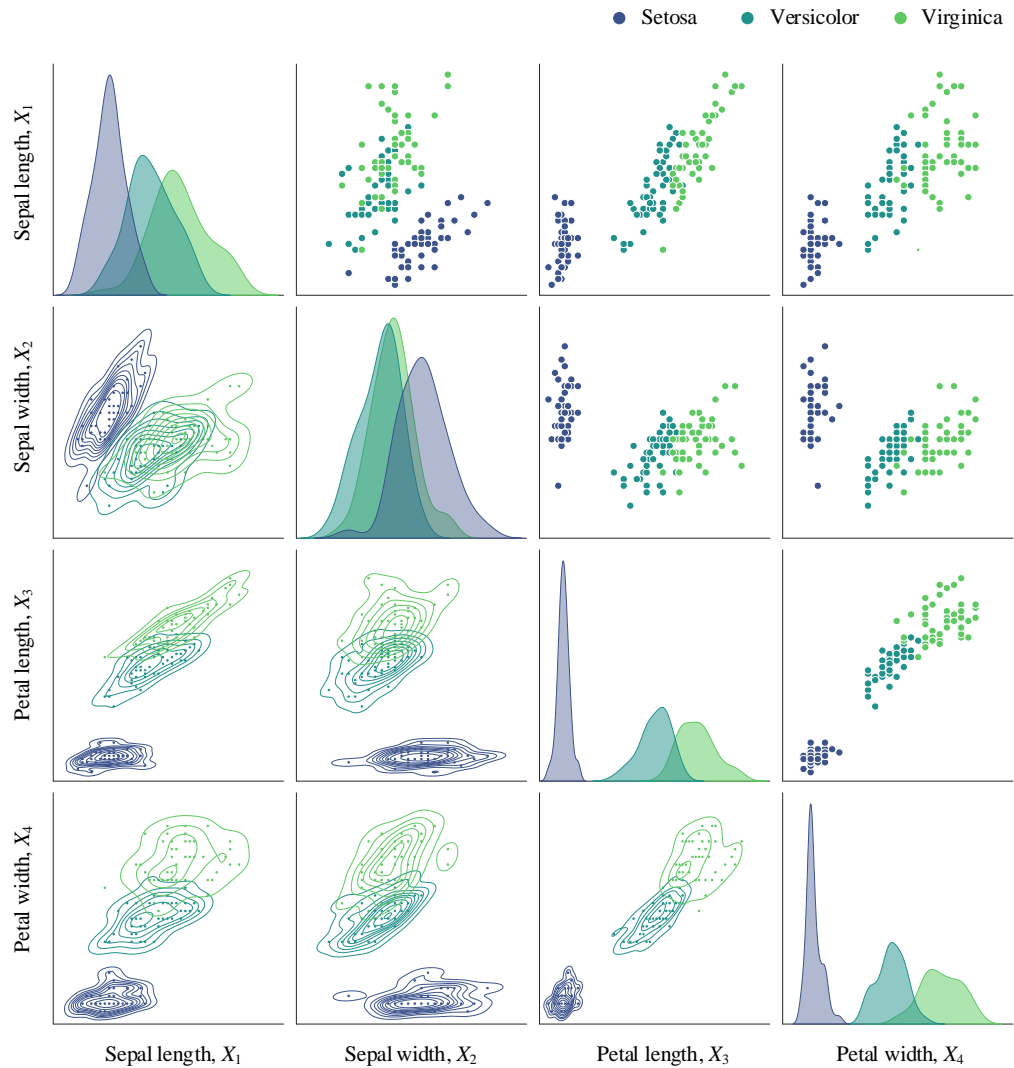 Setosa Versicolor Virginica
Sepal length, X1
Sepal width, X2
Petal length, X3
Petal width, X4
Sepal length, X1 Sepal width, X2 Petal length, X3 Petal width, X4